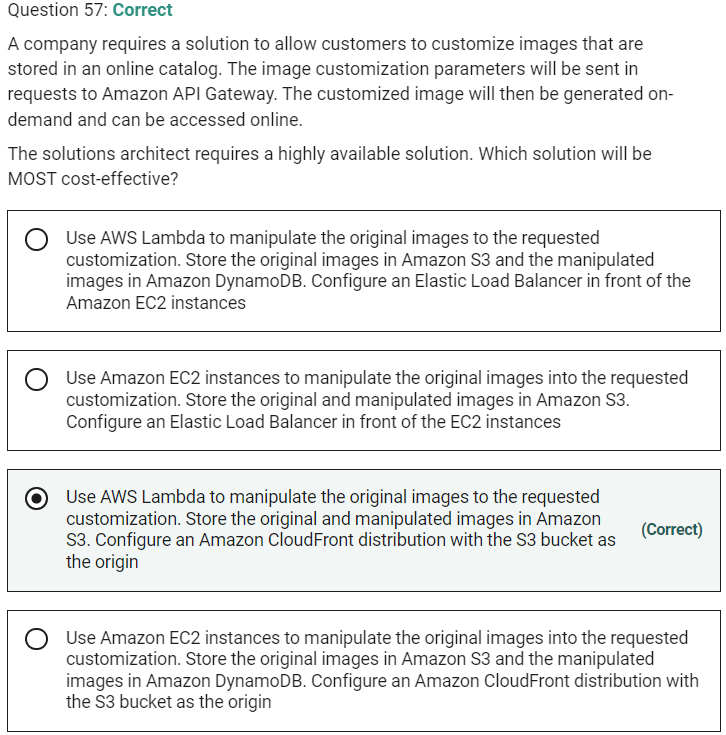 Question 57: Correct
A company requires a solution to allow customers to customize images that are
stored in an online catalog. The image customization parameters will be sent in
requests to Amazon API Gateway. The customized image will then be generated on-
demand and can be accessed online.
The solutions architect requires a highly available solution. Which solution will be
MOST cost-effective?
Use AWS Lambda to manipulate the original images to the requested
customization. Store the original images in Amazon S3 and the manipulated
images in Amazon DynamoDB. Configure an Elastic Load Balancer in front of the
Amazon EC2 instances
Use Amazon EC2 instances to manipulate the original images into the requested
customization. Store the original and manipulated images in Amazon S3.
Configure an Elastic Load Balancer in front of the EC2 instances
Use AWS Lambda to manipulate the original images to the requested
customization. Store the original and manipulated images in Amazon
S3. Configure an Amazon CloudFront distribution with the S3 bucket as
the origin
(Correct)
Use Amazon EC2 instances to manipulate the original images into the requested
customization. Store the original images in Amazon S3 and the manipulated
images in Amazon DynamoDB. Configure an Amazon CloudFront distribution with
the S3 bucket as the origin